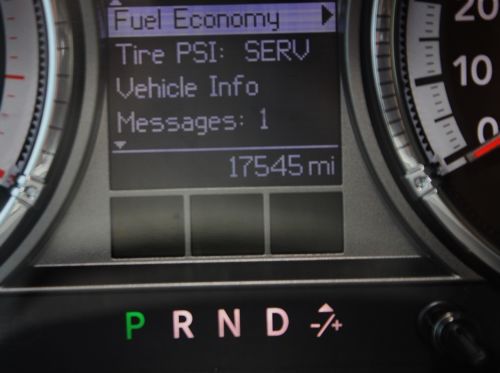 Fuel Economy
Tire PSI: SERV
Vehicle Info
Messages: 1
17545 mi
P R N D -/+
20
10
0